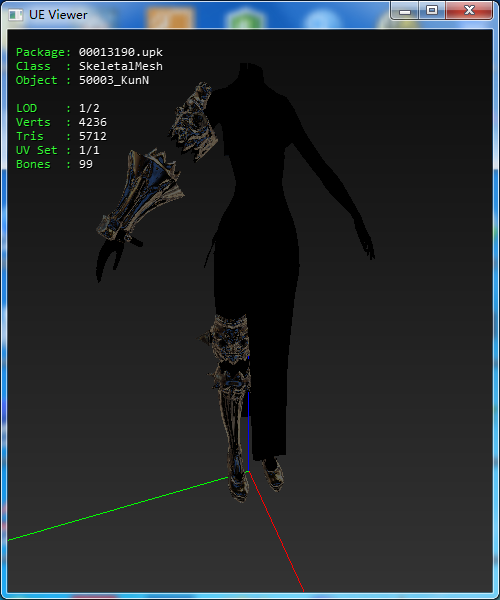 UE Viewer
Package: 00013190.upk
Class : SkeletalMesh
Object : 50003_KunN
LOD : 1/2
Verts : 4236
Tris : 5712
UV Set : 1/1
Bones : 99